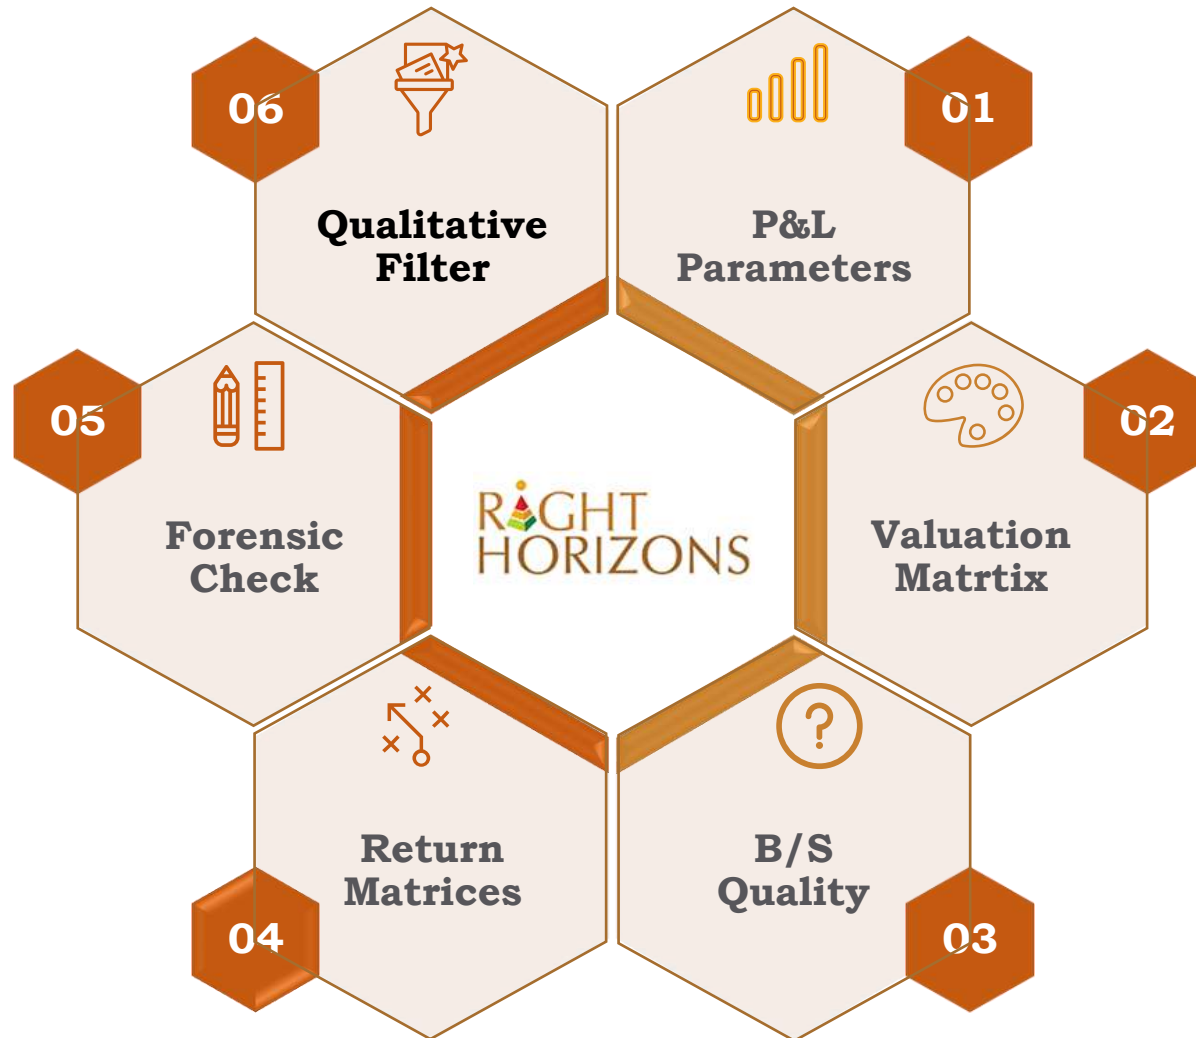 06
Qualitative
Filter
01
P&L
Parameters
05
Forensic
Check
RIGHT
HORIZONS
02
Valuation
Matrtix
04
Return
Matrices
03
B/S
Quality